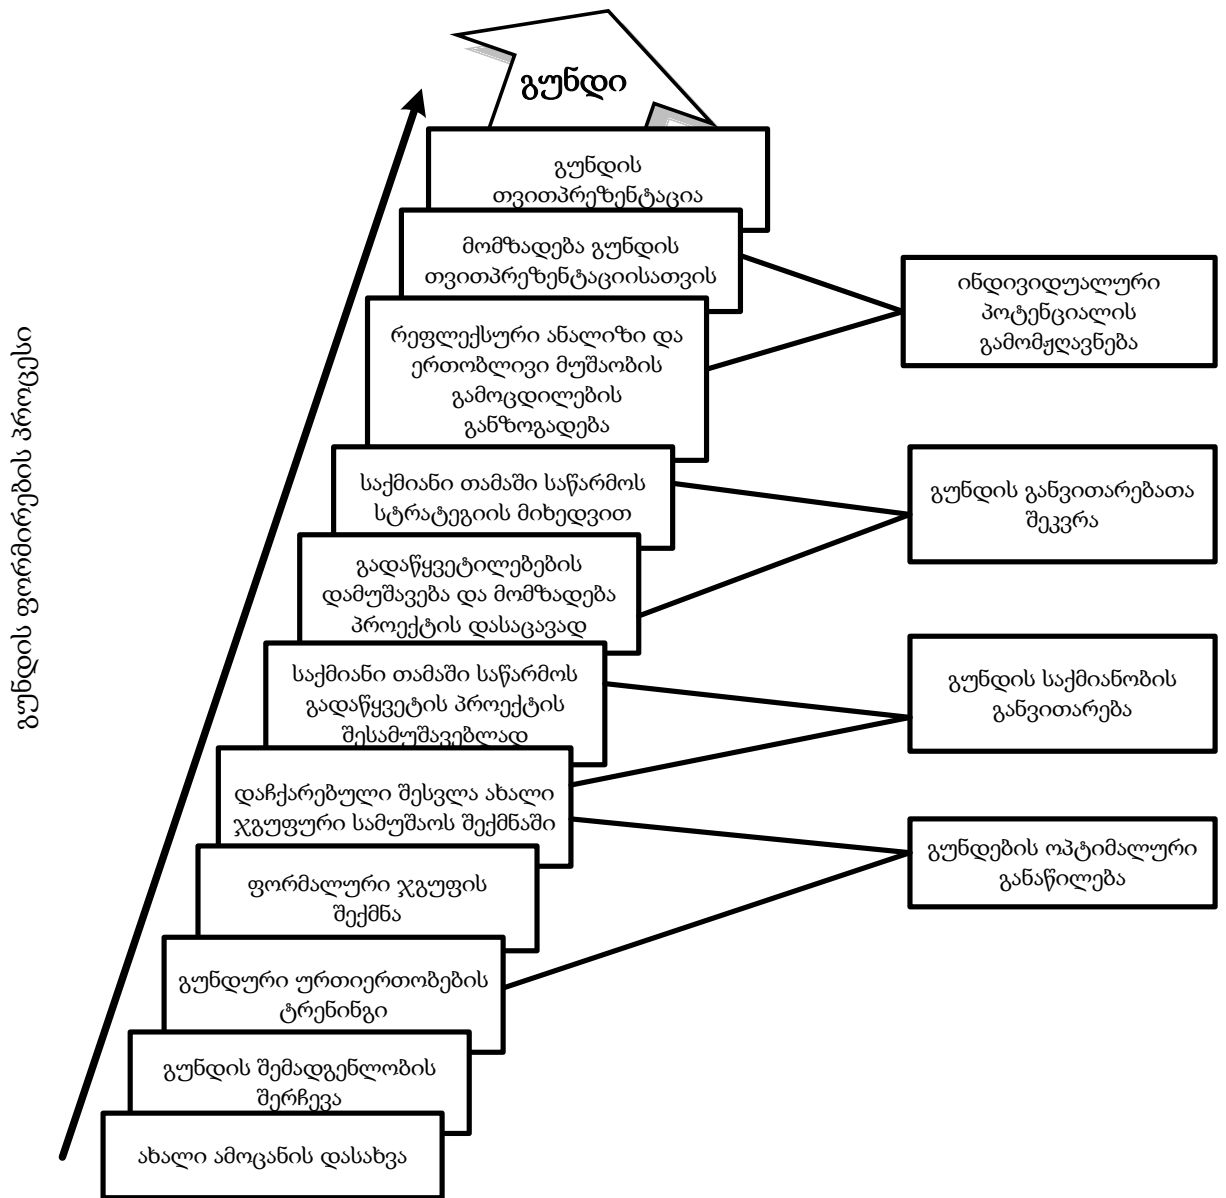 გუნდი
გუნდის
თვითპრეზენტაცია
მომზადება გუნდის
თვითპრეზენტაციისათვის
რეფლექსური ანალიზი და
ერთობლივი მუშაობის
გამოცდილების
განზოგადება
საქმიანი თამაში საწარმოს
სტრატეგიის მიხედვით
გადაწყვეტილებების
დამუშავება და მომზადება
პროექტის დასაცავად
საქმიანი თამაში საწარმოს
გადაწყვეტის პროექტის
შესამუშავებლად
დაჩქარებული შესვლა ახალი
ჯგუფური სამუშაოს შექმნაში
ფორმალური ჯგუფის
შექმნა
გუნდური ურთიერთობების
ტრენინგი
გუნდის შემადგენლობის
შერჩევა
ახალი ამოცანის დასახვა
გუნდის ფორმირების პროცესი
ინდივიდუალური
პოტენციალის
გამომჟღავნება
გუნდის განვითარებათა
შეკვრა
გუნდის საქმიანობის
განვითარება
გუნდების ოპტიმალური
განაწილება